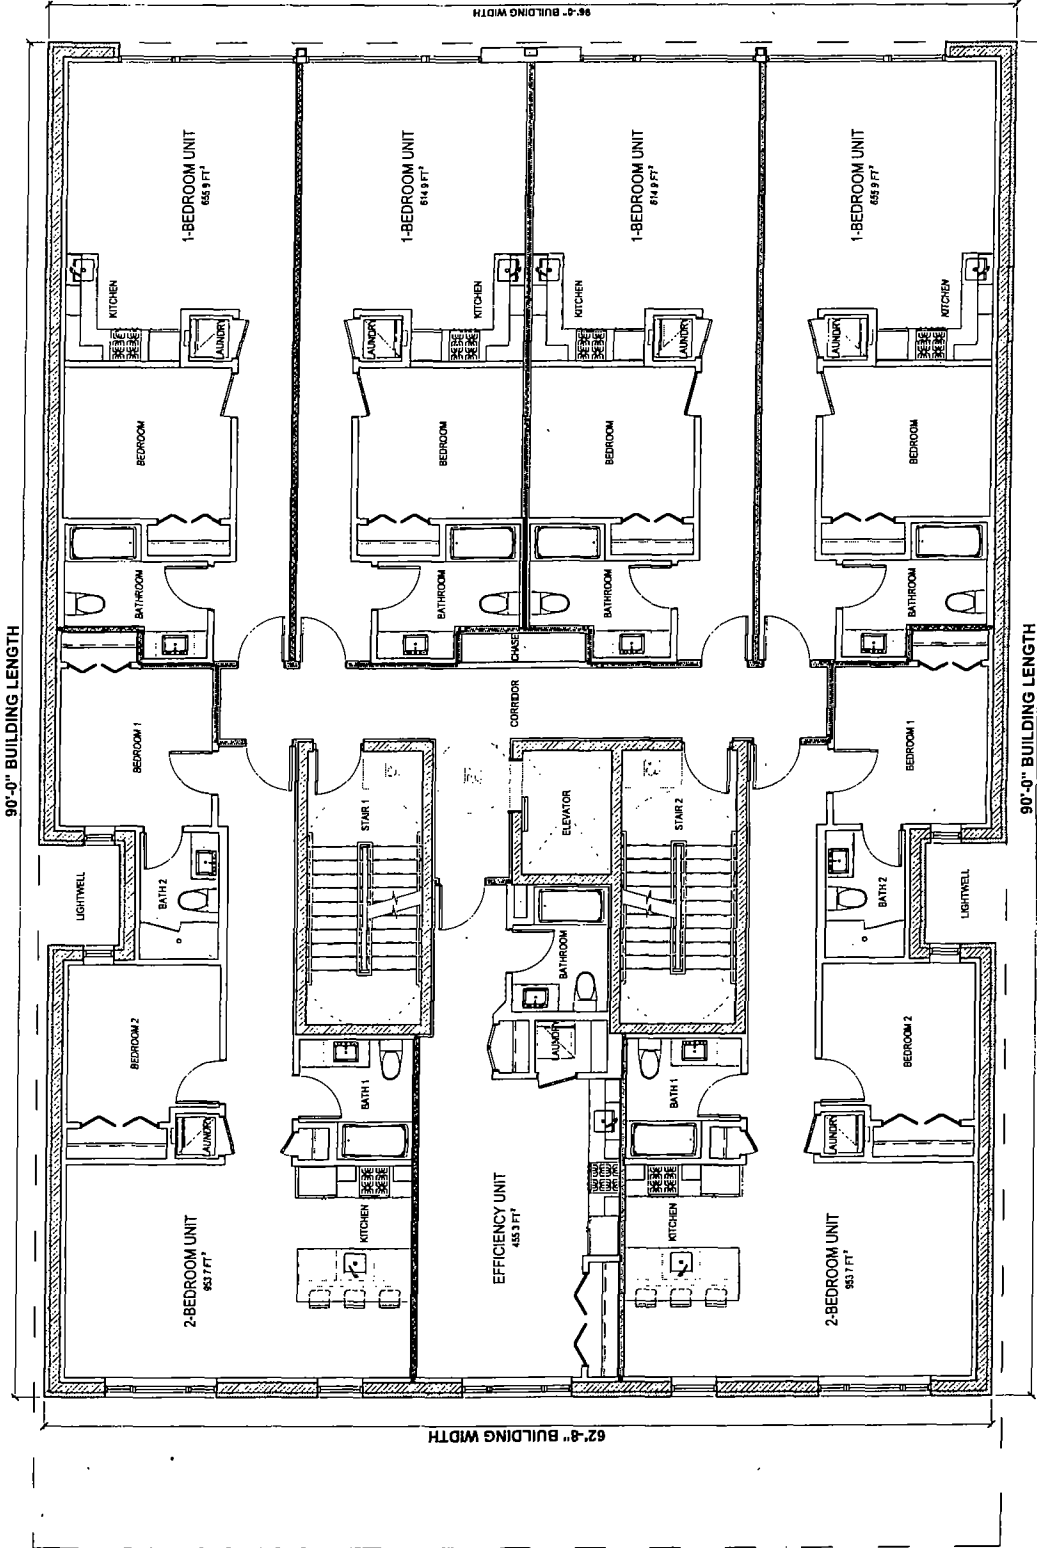 96'-0" BUILDING WIDTH
90'-0" BUILDING LENGTH
90'-0" BUILDING LENGTH
1-BEDROOM UNIT
655.9 FT²
1-BEDROOM UNIT
614.9 FT²
1-BEDROOM UNIT
614.9 FT²
1-BEDROOM UNIT
655.9 FT²
KITCHEN
KITCHEN
KITCHEN
KITCHEN
LAUNDRY
LAUNDRY
LAUNDRY
LAUNDRY
BEDROOM
BEDROOM
BEDROOM
BEDROOM
BATHROOM
BATHROOM
BATHROOM
BATHROOM
CHASE
CORRIDOR
BEDROOM 1
BEDROOM 1
STAIR 1
ELEVATOR
STAIR 2
LIGHTWELL
BATH 2
BATH 2
LIGHTWELL
BATHROOM
BEDROOM 2
LAUNDRY
BEDROOM 2
BATH 1
BATH 1
LAUNDRY
LAUNDRY
2-BEDROOM UNIT
953.7 FT²
KITCHEN
EFFICIENCY UNIT
455.3 FT²
KITCHEN
2-BEDROOM UNIT
953.7 FT²
62'-8" BUILDING WIDTH